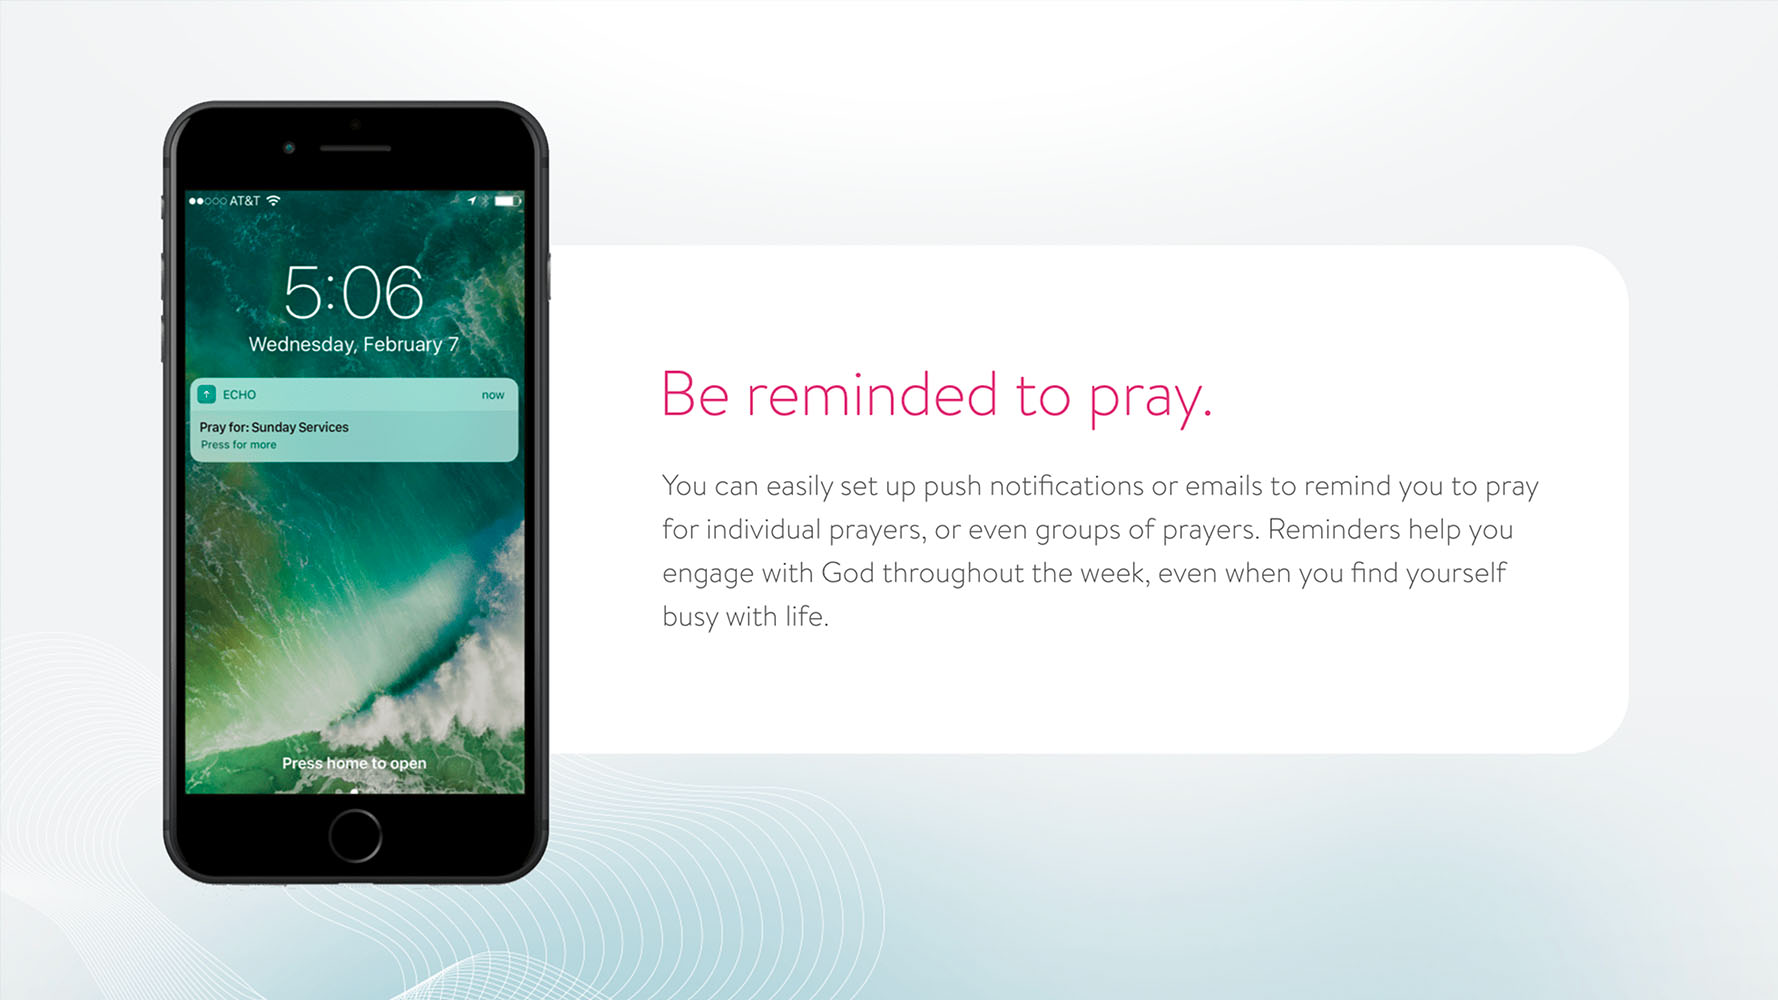 AT&T
5:06
Wednesday, February 7
ECHO now
Pray for: Sunday Services
Press for more
Press home to open
Be reminded to pray.
You can easily set up push notifications or emails to remind you to pray
for individual prayers, or even groups of prayers. Reminders help you
engage with God throughout the week, even when you find yourself
busy with life.